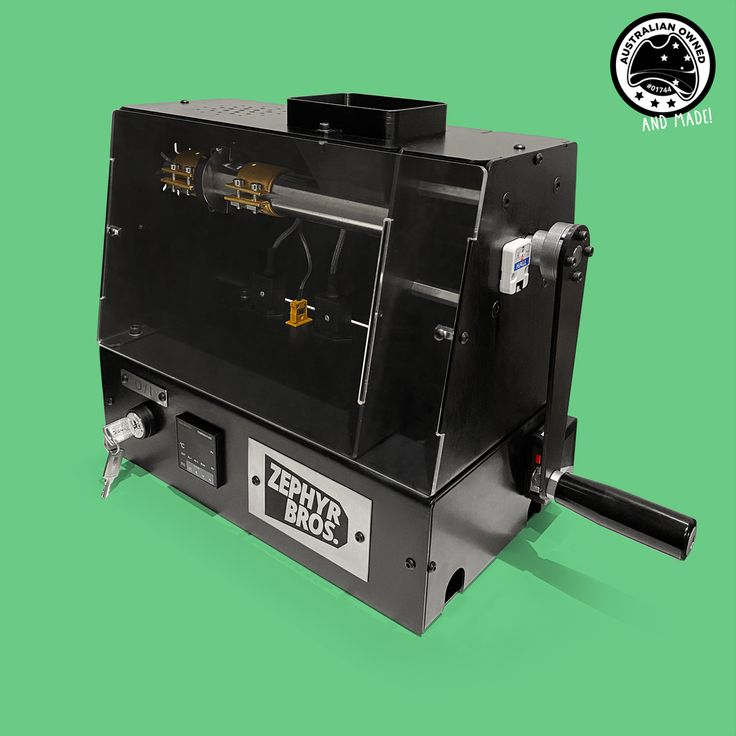 AUSTRALIAN OWNED
#01744
AND MADE!
O/I
ZEPHYR
BROS.